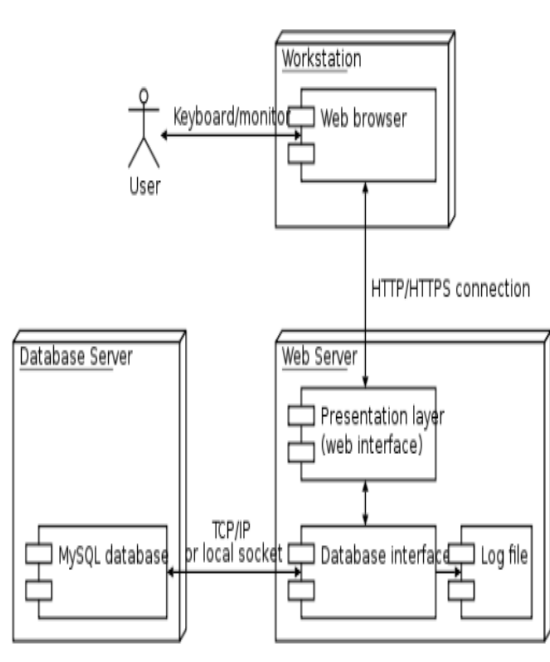 Workstation
Keyboard/monitor
Web browser
User
HTTP/HTTPS connection
Database Server
Web Server
Presentation layer
(web interface)
TCP/IP
or local socket
MySQL database
Database interface
Log file